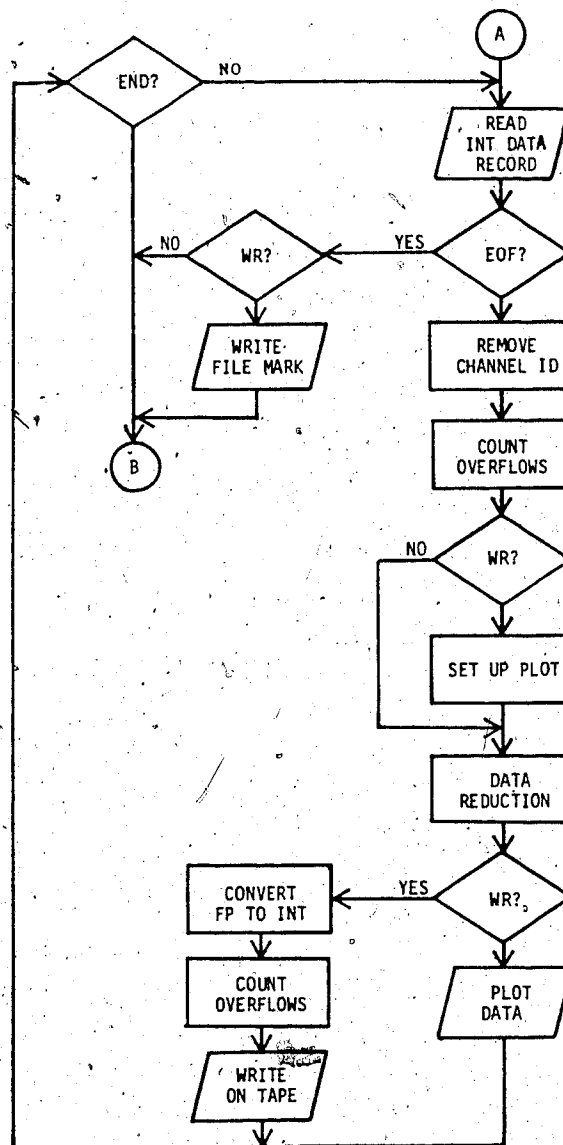 A
END?
NO
READ
INT DATA
RECORD
NO
WR?
YES
EOF?
WRITE
FILE MARK
REMOVE
CHANNEL ID
B
COUNT
OVERFLOWS
NO
WR?
SET UP PLOT
DATA
REDUCTION
CONVERT
FP TO INT
YES
WR?
COUNT
OVERFLOWS
PLOT
DATA
WRITE
ON TAPE